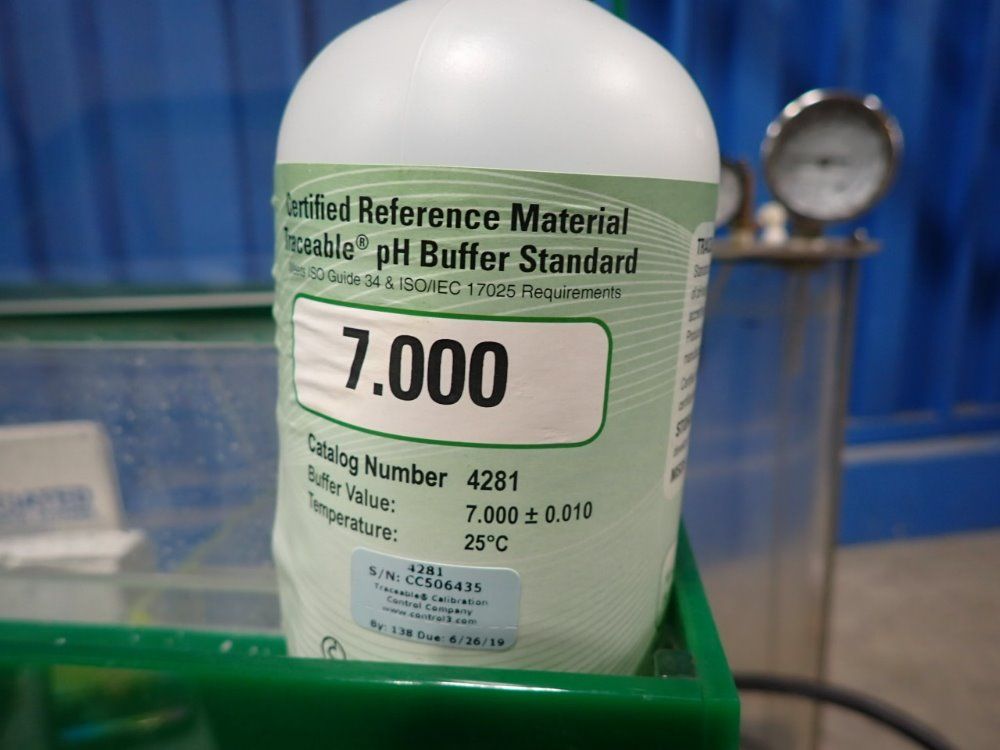 Certified Reference Material
Traceable® pH Buffer Standard
Meets ISO Guide 34 & ISO/IEC 17025 Requirements
7.000
Catalog Number 4281
Buffer Value: 7.000 ± 0.010
Temperature: 25°C
4281
S/N: CC506435
Traceable® Calibration
Control Company
www.control3.com
By: 138 Due: 6/26/19